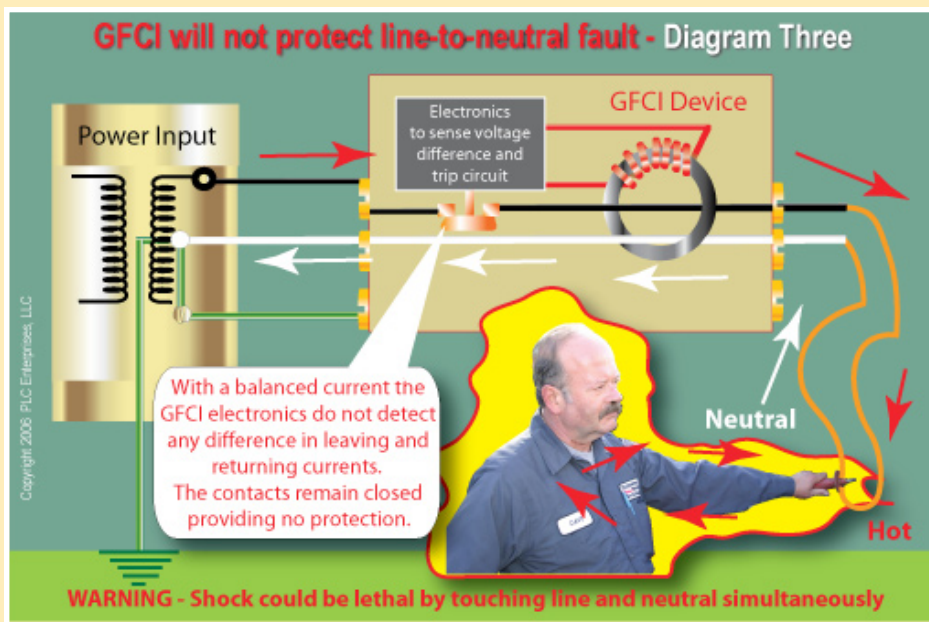 GFCI will not protect line-to-neutral fault - Diagram Three
Power Input
Electronics
to sense voltage
difference and
trip circuit
GFCI Device
Copyright 2006 PLC Enterprises, LLC
With a balanced current the
GFCI electronics do not detect
any difference in leaving and
returning currents.
The contacts remain closed
providing no protection.
Neutral
Hot
WARNING - Shock could be lethal by touching line and neutral simultaneously